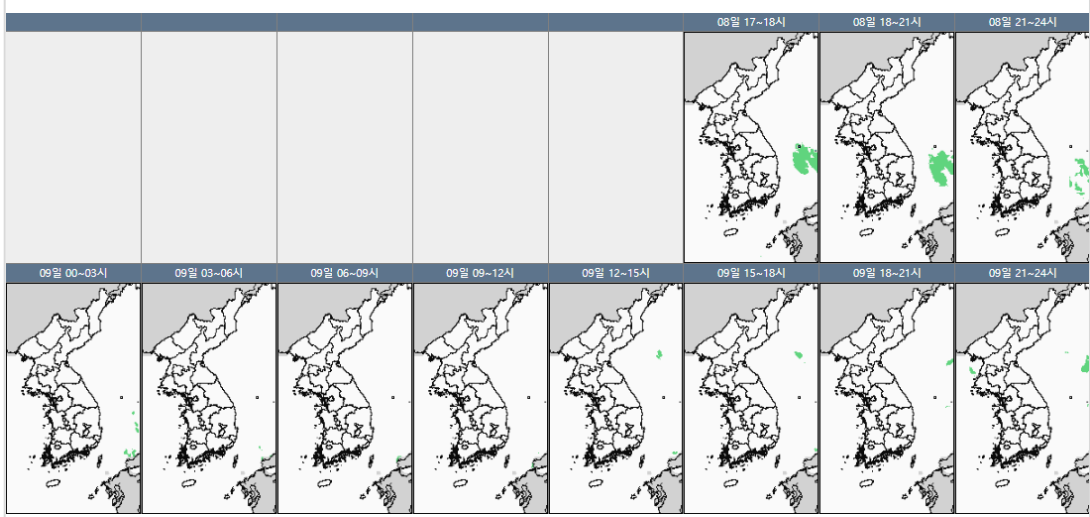 08일 17~18시
08일 18~21시
08일 21~24시
09일 00~03시
09일 03~06시
09일 06~09시
09일 09~12시
09일 12~15시
09일 15~18시
09일 18~21시
09일 21~24시